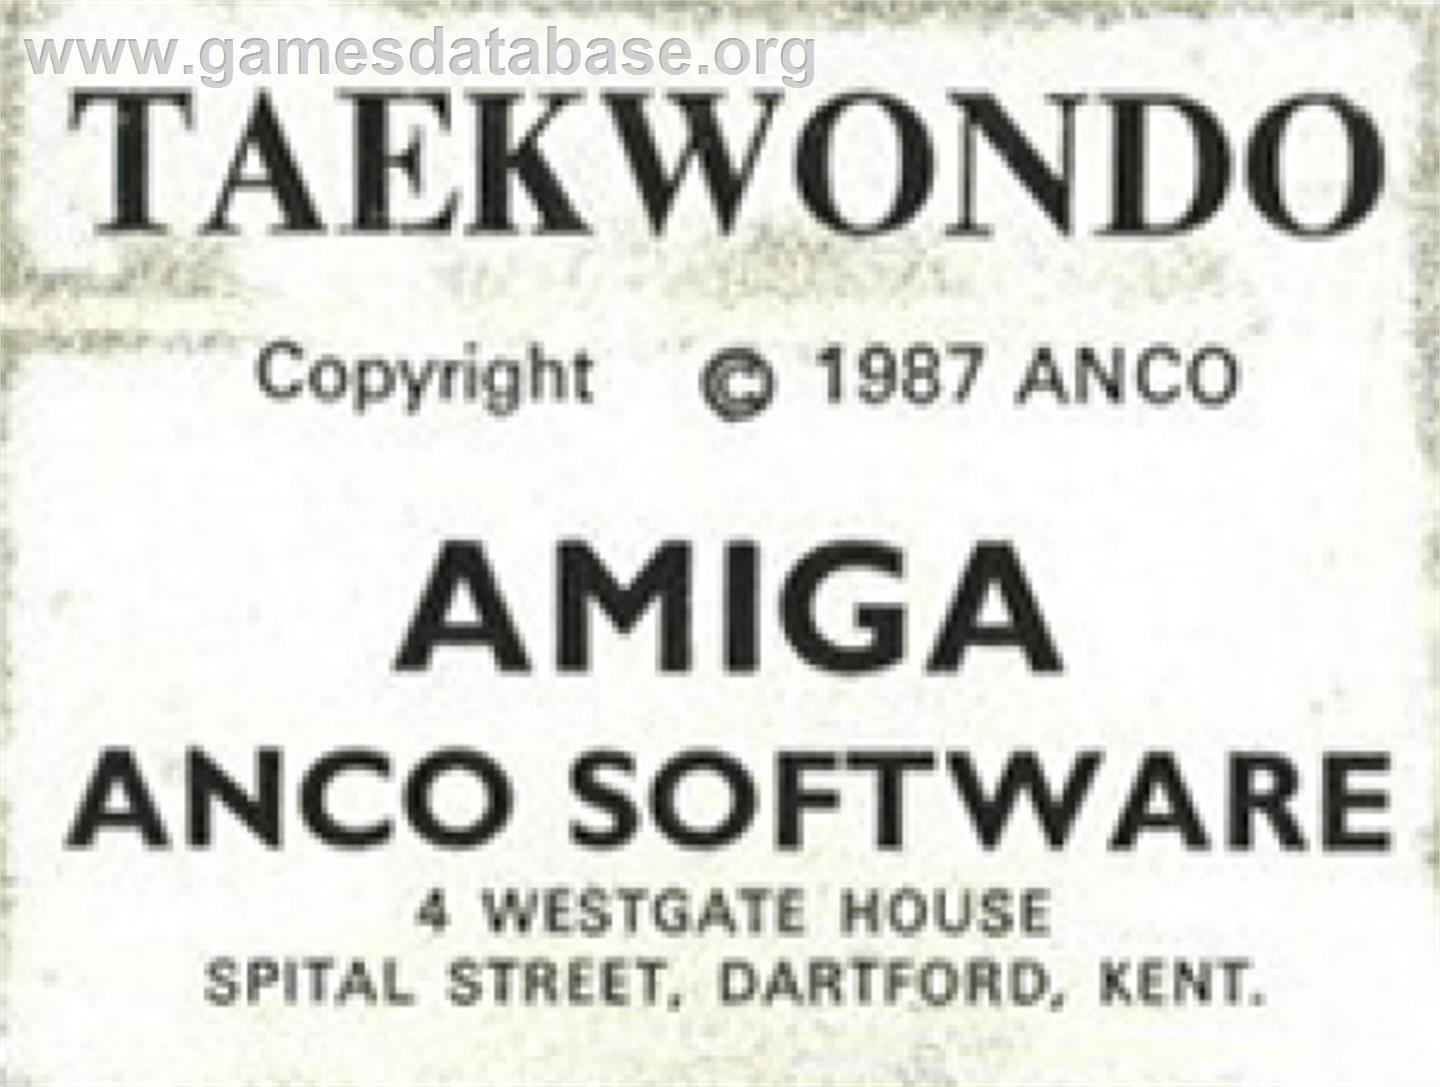 www.gamesdatabase.org
TAEKWONDO
Copyright © 1987 ANCO
AMIGA
ANCO SOFTWARE
4 WESTGATE HOUSE
SPITAL STREET, DARTFORD, KENT.